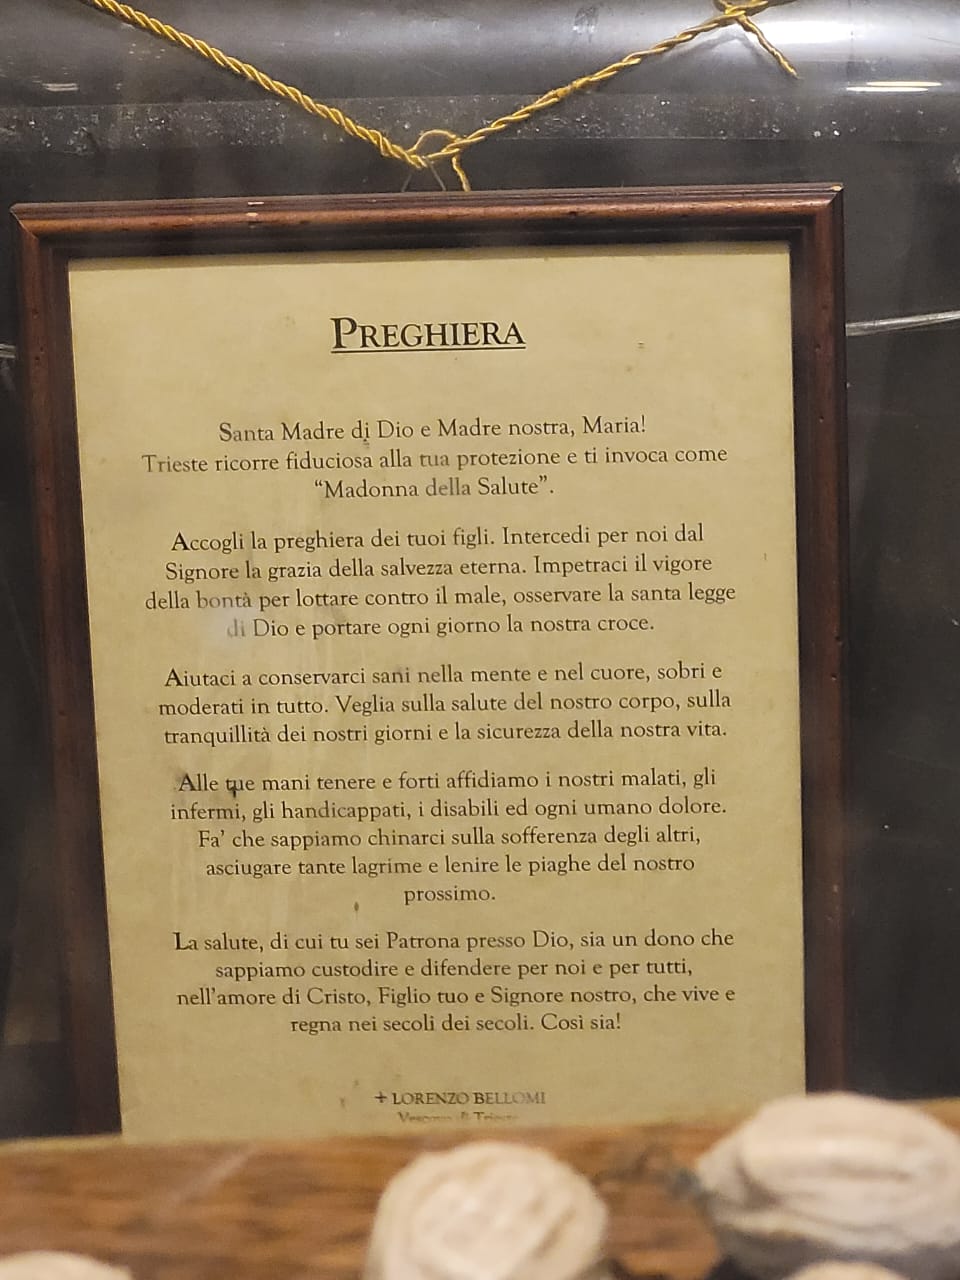 PREGHIERA
Santa Madre di Dio e Madre nostra, Maria!
Trieste ricorre fiduciosa alla tua protezione e ti invoca come
“Madonna della Salute”.
Accogli la preghiera dei tuoi figli. Intercedi per noi dal
Signore la grazia della salvezza eterna. Impetraci il vigore
della bontà per lottare contro il male, osservare la santa legge
di Dio e portare ogni giorno la nostra croce.
Aiutaci a conservarci sani nella mente e nel cuore, sobri e
moderati in tutto. Veglia sulla salute del nostro corpo, sulla
tranquillità dei nostri giorni e la sicurezza della nostra vita.
Alle tue mani tenere e forti affidiamo i nostri malati, gli
infermi, gli handicappati, i disabili ed ogni umano dolore.
Fa’ che sappiamo chinarci sulla sofferenza degli altri,
asciugare tante lagrime e lenire le piaghe del nostro
prossimo.
La salute, di cui tu sei Patrona presso Dio, sia un dono che
sappiamo custodire e difendere per noi e per tutti,
nell’amore di Cristo, Figlio tuo e Signore nostro, che vive e
regna nei secoli dei secoli. Così sia!
+ LORENZO BELLOMI
Vescovo di Trieste